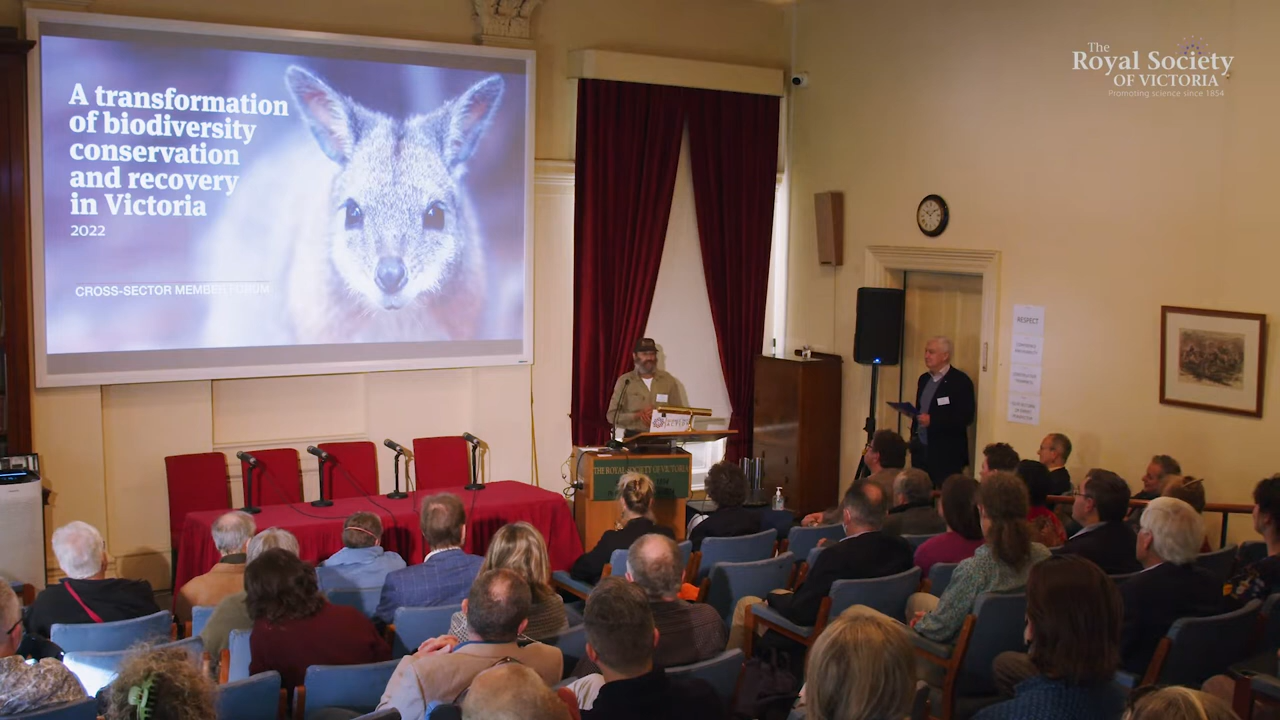 A transformation
of biodiversity
conservation
and recovery
in Victoria
2022
CROSS-SECTOR MEMBER FORUM
The
Royal Society
OF VICTORIA
Promoting science since 1854
RESPECT
THE ROYAL SOCIETY OF VICTORIA